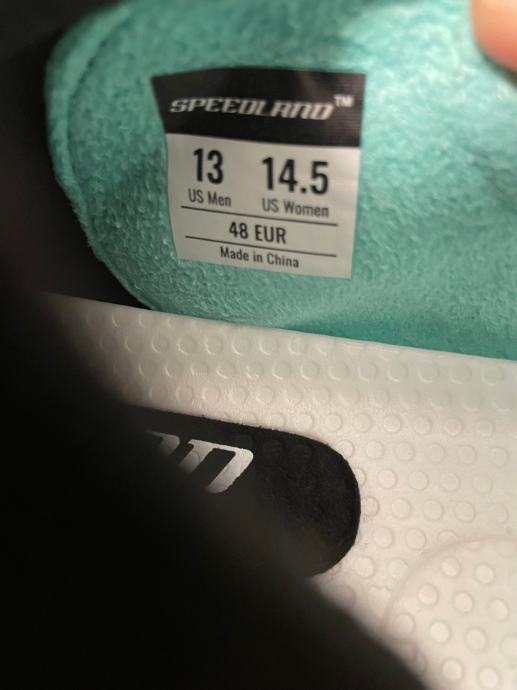 SPEEDLAND™
13 14.5
US Men US Women
48 EUR
Made in China